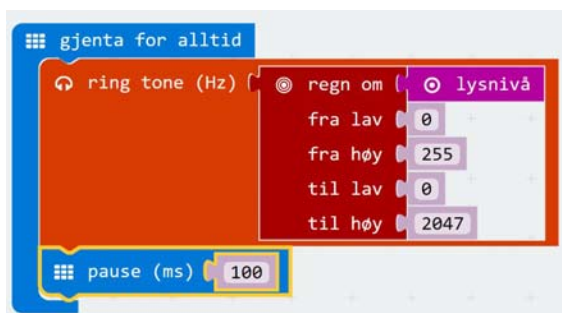 gjenta for alltid
ring tone (Hz) regn om lysnivå
fra lav 0
fra høy 255
til lav 0
til høy 2047
pause (ms) 100